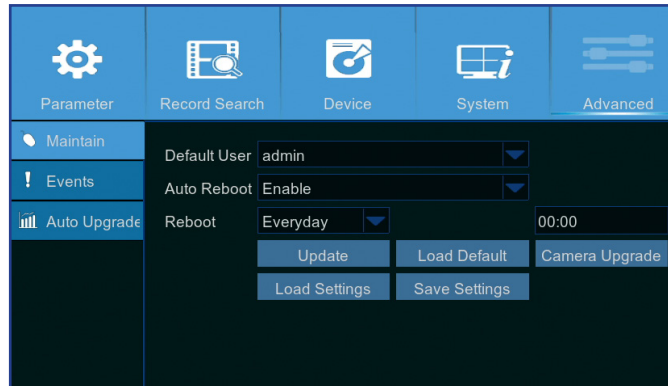 Parameter Record Search Device System Advanced
Maintain
Events
Auto Upgrade
Default User admin
Auto Reboot Enable
Reboot Everyday 00:00
Update Load Default Camera Upgrade
Load Settings Save Settings